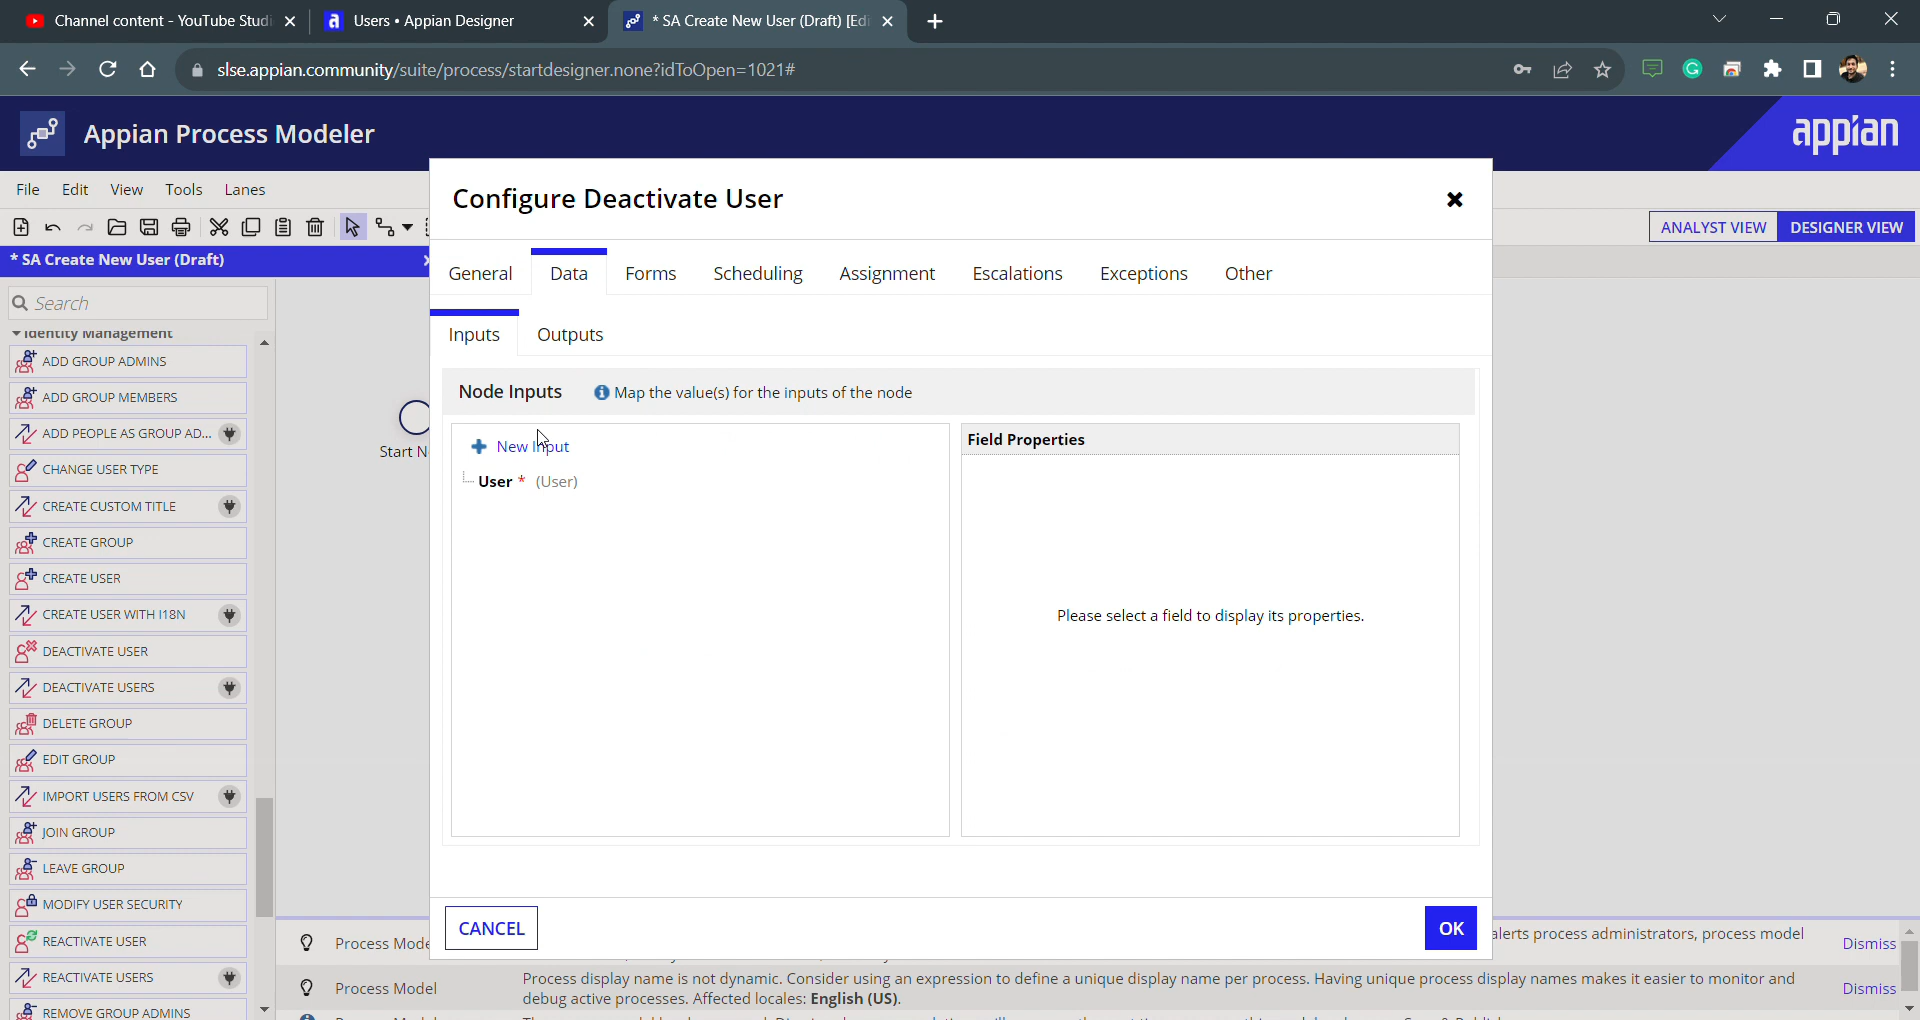 Channel content - YouTube Studi
Users • Appian Designer
* SA Create New User (Draft) [Edi
slse.appian.community/suite/process/startdesigner.none?idToOpen=1021#
Appian Process Modeler
appian
File Edit View Tools Lanes
ANALYST VIEW
DESIGNER VIEW
* SA Create New User (Draft)
Search
Identity Management
ADD GROUP ADMINS
ADD GROUP MEMBERS
ADD PEOPLE AS GROUP AD...
CHANGE USER TYPE
CREATE CUSTOM TITLE
CREATE GROUP
CREATE USER
CREATE USER WITH I18N
DEACTIVATE USER
DEACTIVATE USERS
DELETE GROUP
EDIT GROUP
IMPORT USERS FROM CSV
JOIN GROUP
LEAVE GROUP
MODIFY USER SECURITY
REACTIVATE USER
REACTIVATE USERS
REMOVE GROUP ADMINS
Start N
Configure Deactivate User
General Data Forms Scheduling Assignment Escalations Exceptions Other
Inputs Outputs
Node Inputs
Map the value(s) for the inputs of the node
New Input
User * (User)
Field Properties
Please select a field to display its properties.
CANCEL
OK
Process Mode
alerts process administrators, process model
Dismiss
Process Model
Process display name is not dynamic. Consider using an expression to define a unique display name per process. Having unique process display names makes it easier to monitor and
debug active processes. Affected locales: English (US).
Dismiss